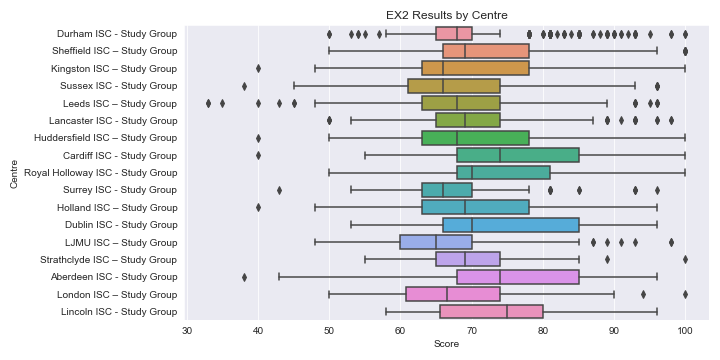 EX2 Results by Centre
Durham ISC - Study Group
Sheffield ISC – Study Group
Kingston ISC – Study Group
Sussex ISC - Study Group
Leeds ISC – Study Group
Lancaster ISC - Study Group
Huddersfield ISC – Study Group
Cardiff ISC - Study Group
Royal Holloway ISC - Study Group
Surrey ISC - Study Group
Holland ISC – Study Group
Dublin ISC - Study Group
LJMU ISC – Study Group
Strathclyde ISC - Study Group
Aberdeen ISC - Study Group
London ISC – Study Group
Lincoln ISC - Study Group
Centre
30 40 50 60 70 80 90 100
Score